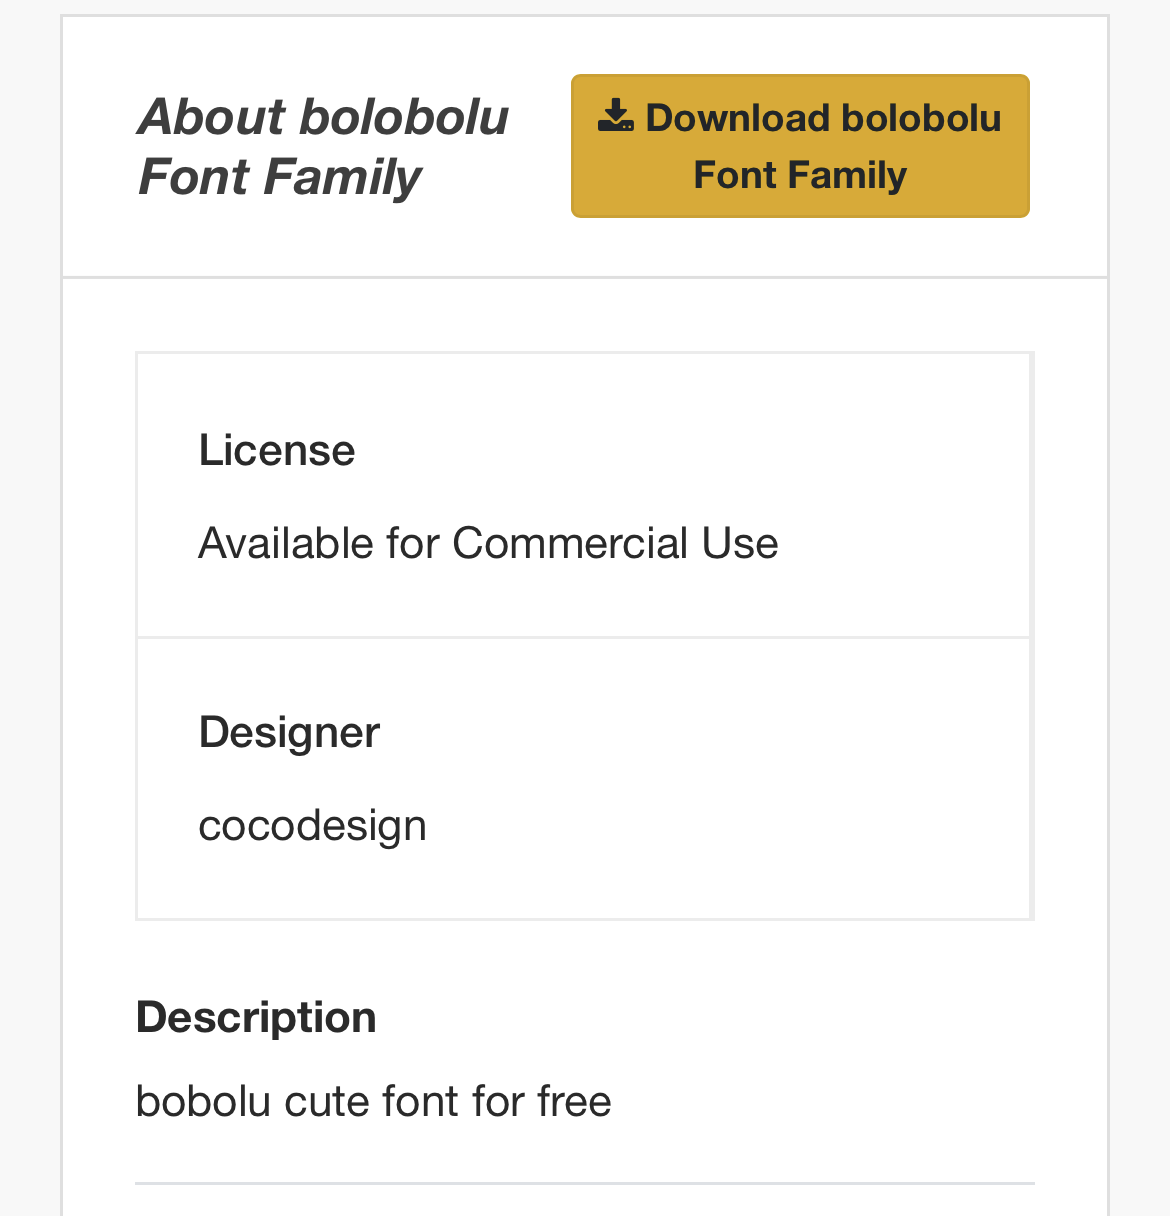 About bolobolu
Font Family
Download bolobolu
Font Family
License
Available for Commercial Use
Designer
cocodesign
Description
bobolu cute font for free